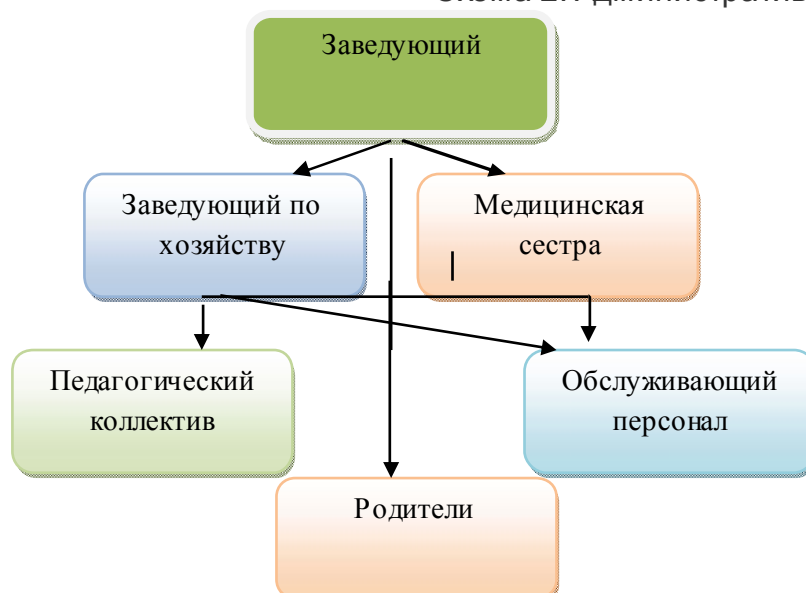 Заведующий
Заведующий по
хозяйству
Медицинская
сестра
Педагогический
коллектив
Обслуживающий
персонал
Родители